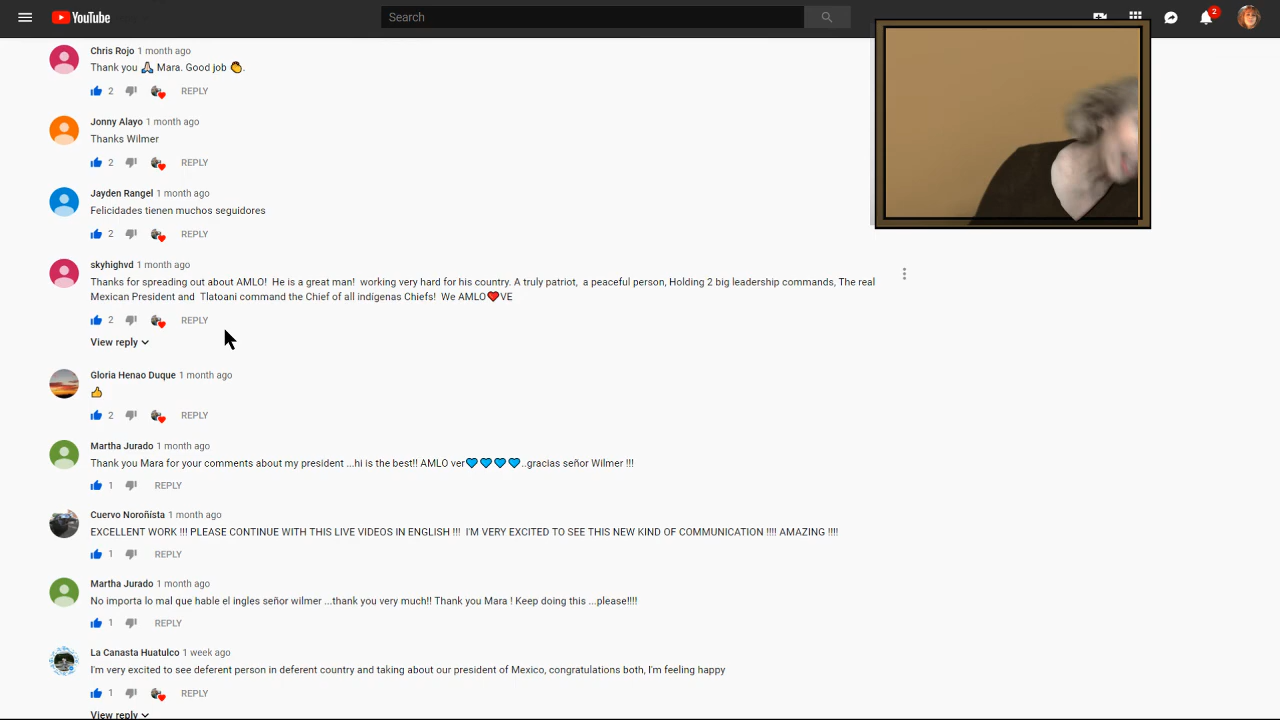 YouTube
Search
2
Chris Rojo 1 month ago
Thank you 🙏 Mara. Good job 👏.
2 REPLY
Jonny Alayo 1 month ago
Thanks Wilmer
2 REPLY
Jayden Rangel 1 month ago
Felicidades tienen muchos seguidores
2 REPLY
skyhighvd 1 month ago
Thanks for spreading out about AMLO! He is a great man! working very hard for his country. A truly patriot, a peaceful person, Holding 2 big leadership commands, The real
Mexican President and Tlatoani command the Chief of all indígenas Chiefs! We AMLO❤VE
2 REPLY
View reply
Gloria Henao Duque 1 month ago
👍
2 REPLY
Martha Jurado 1 month ago
Thank you Mara for your comments about my president ...hi is the best!! AMLO ver💙💙💙💙..gracias señor Wilmer !!!
1 REPLY
Cuervo Noroñísta 1 month ago
EXCELLENT WORK !!! PLEASE CONTINUE WITH THIS LIVE VIDEOS IN ENGLISH !!! I'M VERY EXCITED TO SEE THIS NEW KIND OF COMMUNICATION !!!! AMAZING !!!!
1 REPLY
Martha Jurado 1 month ago
No importa lo mal que hable el ingles señor wilmer ...thank you very much!! Thank you Mara ! Keep doing this ...please!!!!
1 REPLY
La Canasta Huatulco 1 week ago
I'm very excited to see deferent person in deferent country and taking about our president of Mexico, congratulations both, I'm feeling happy
1 REPLY
View reply